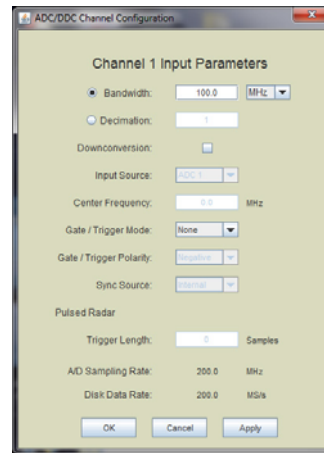 ADC/DDC Channel Configuration
Channel 1 Input Parameters
Bandwidth: 100.0 MHz
Decimation: 1
Downconversion:
Input Source: ADC 1
Center Frequency: 0.0 MHz
Gate / Trigger Mode: None
Gate / Trigger Polarity: Negative
Sync Source: Internal
Pulsed Radar
Trigger Length: 0 Samples
A/D Sampling Rate: 200.0 MHz
Disk Data Rate: 200.0 MS/s
OK Cancel Apply